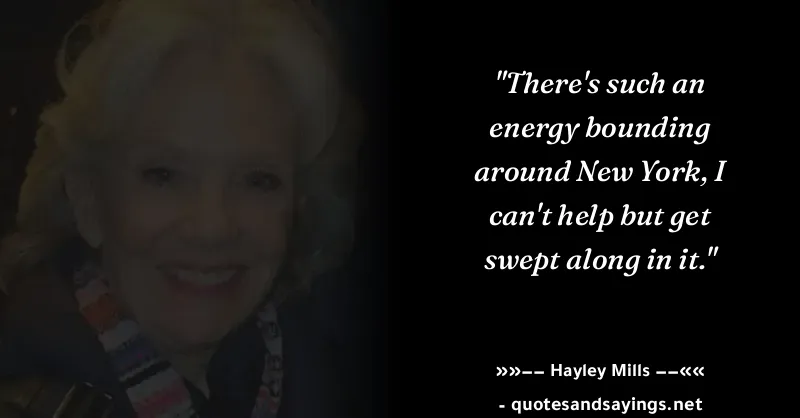 "There's such an
energy bounding
around New York, I
can't help but get
swept along in it."
»»−− Hayley Mills −−««
- quotesandsayings.net